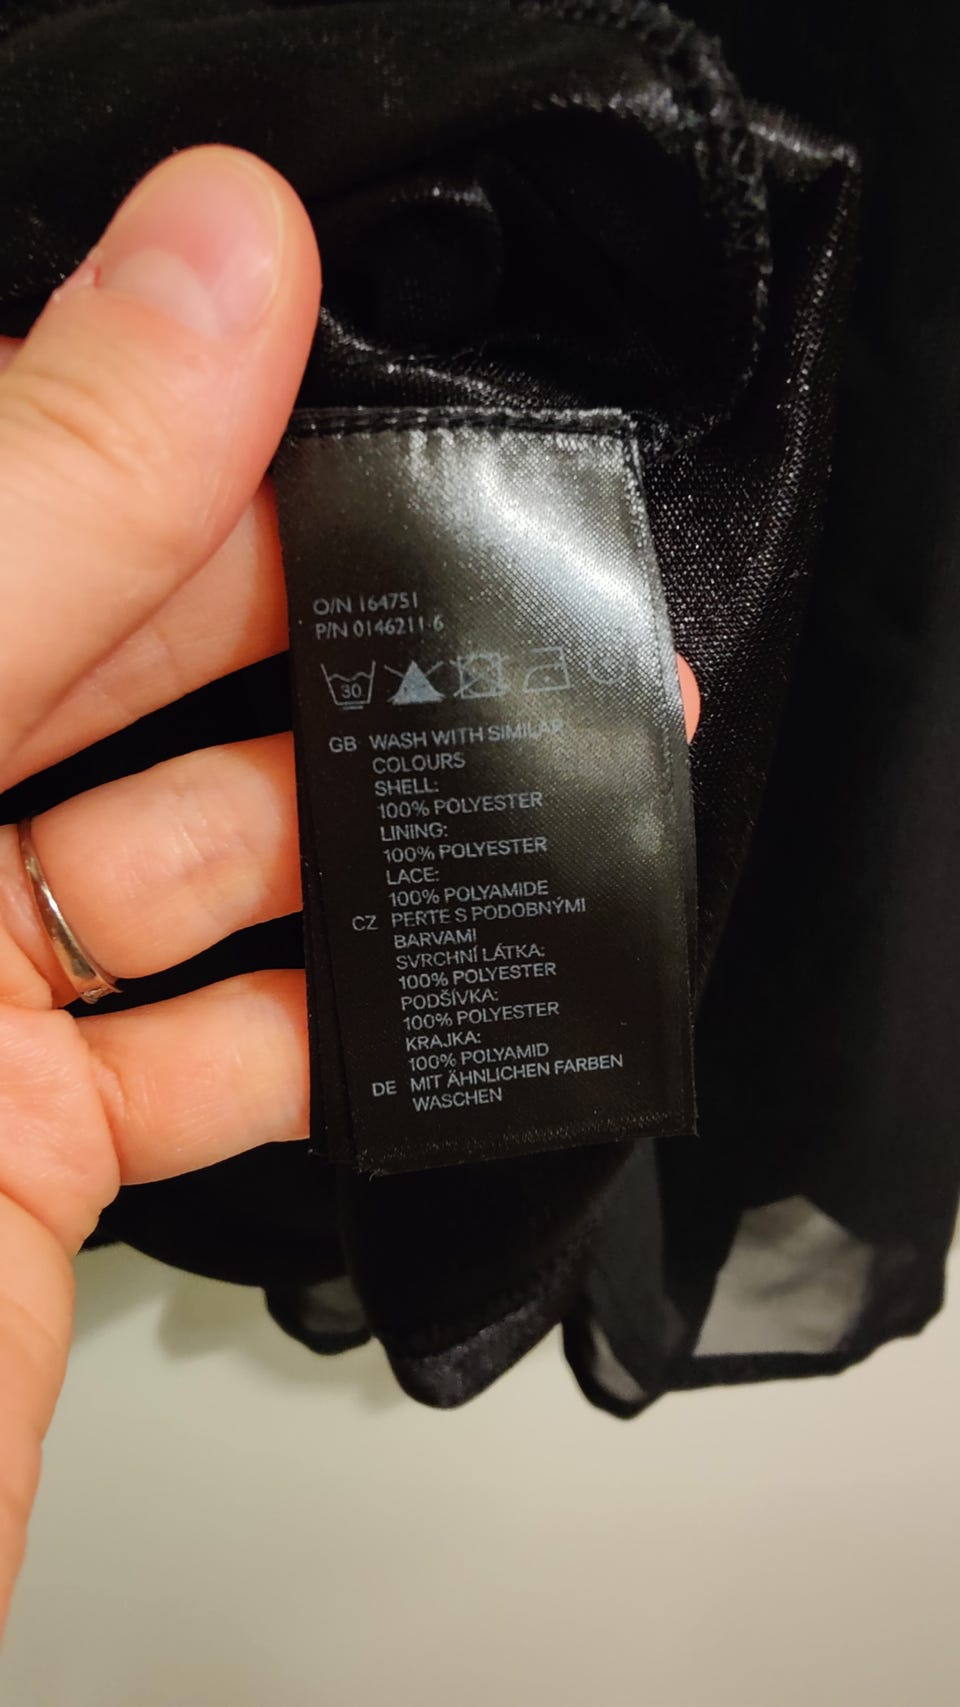 O/N 164751
P/N 0146211-6
30
GB WASH WITH SIMILAR
COLOURS
SHELL:
100% POLYESTER
LINING:
100% POLYESTER
LACE:
100% POLYAMIDE
CZ PERTE S PODOBNÝMI
BARVAMI
SVRCHNÍ LÁTKA:
100% POLYESTER
PODŠÍVKA:
100% POLYESTER
KRAJKA:
100% POLYAMID
DE MIT ÄHNLICHEN FARBEN
WASCHEN